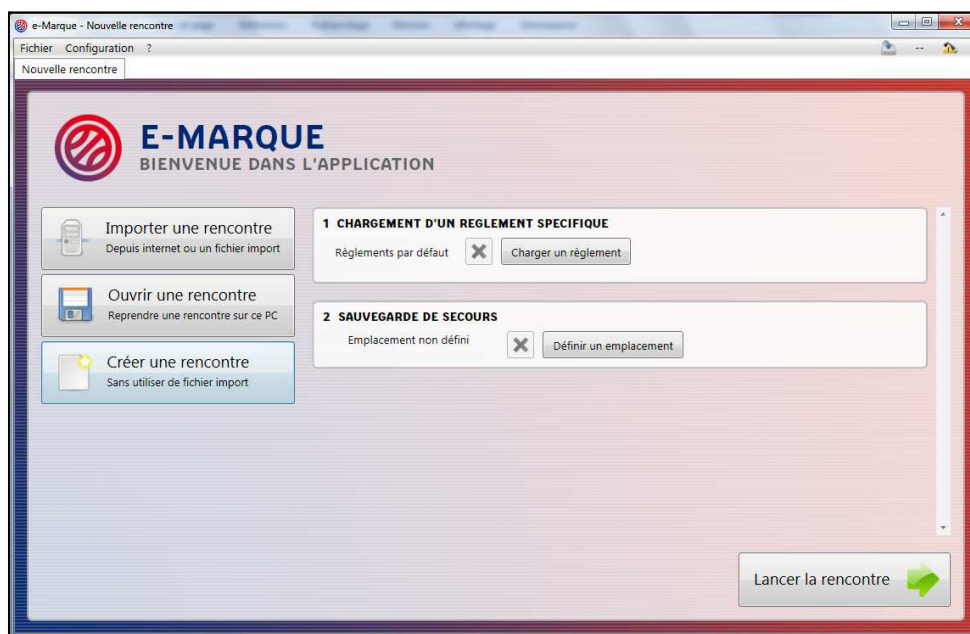 e-Marque - Nouvelle rencontre
Fichier Configuration ?
--
Nouvelle rencontre
E-MARQUE
BIENVENUE DANS L'APPLICATION
Importer une rencontre
Depuis internet ou un fichier import
Ouvrir une rencontre
Reprendre une rencontre sur ce PC
Créer une rencontre
Sans utiliser de fichier import
1 CHARGEMENT D'UN REGLEMENT SPECIFIQUE
Règlements par défaut Charger un règlement
2 SAUVEGARDE DE SECOURS
Emplacement non défini Définir un emplacement
Lancer la rencontre